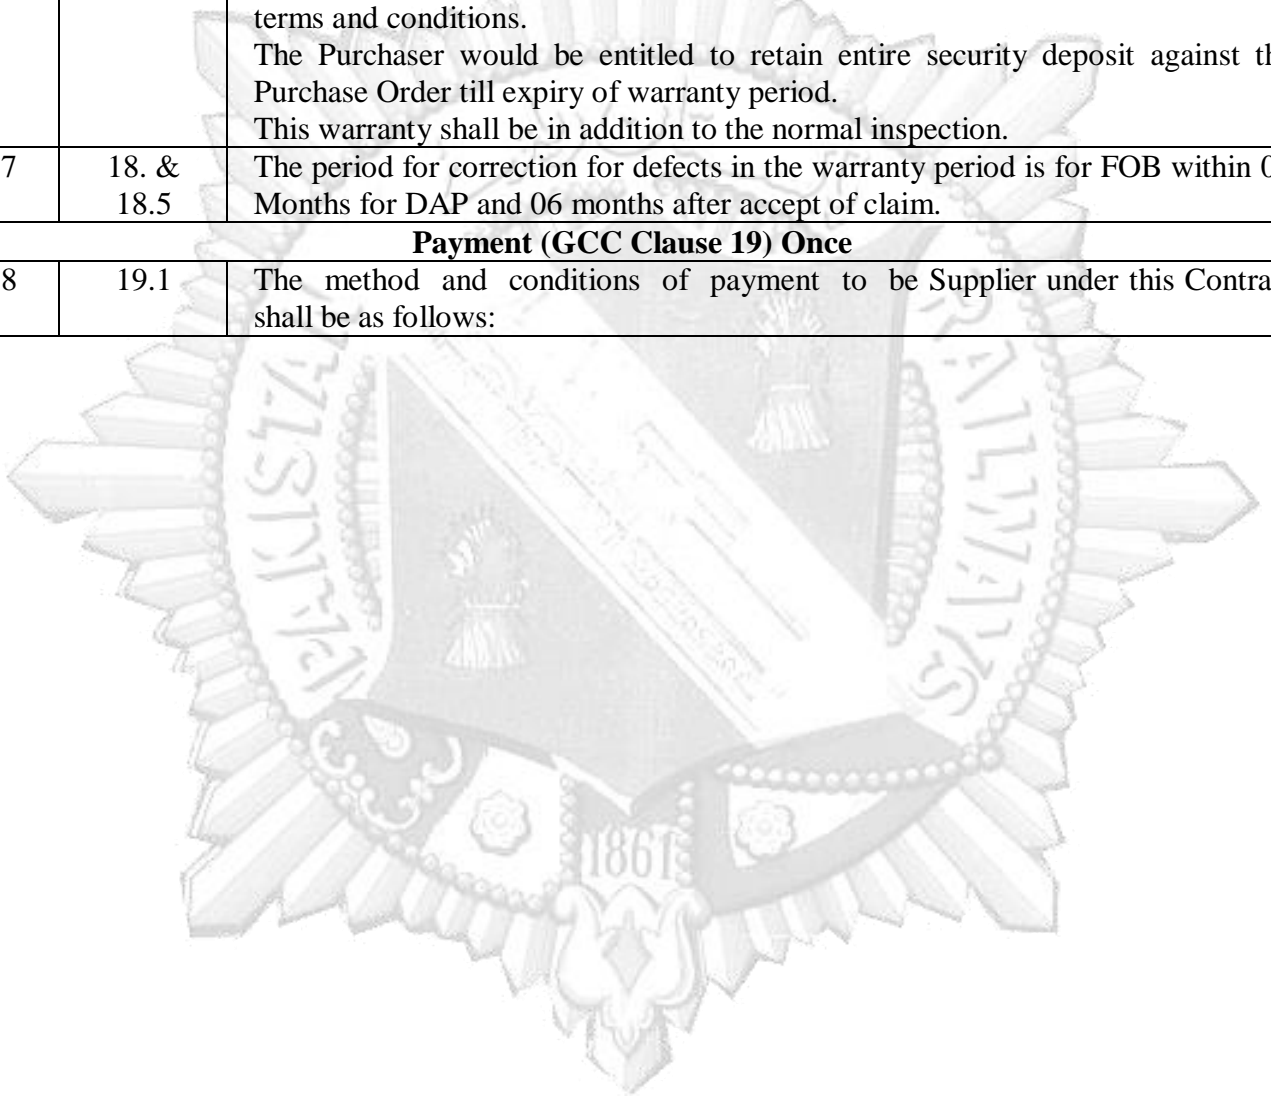 terms and conditions.
The Purchaser would be entitled to retain entire security deposit against th
Purchase Order till expiry of warranty period.
This warranty shall be in addition to the normal inspection.
7 18. & The period for correction for defects in the warranty period is for FOB within 0
18.5 Months for DAP and 06 months after accept of claim.
Payment (GCC Clause 19) Once
8 19.1 The method and conditions of payment to be Supplier under this Contra
shall be as follows:
PAKISTAN RAILWAYS
1861